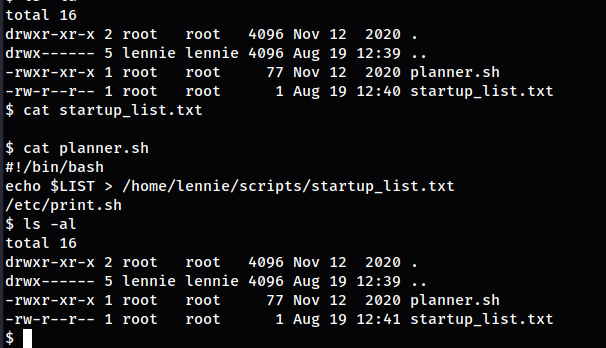 total 16
drwxr-xr-x 2 root   root   4096 Nov 12  2020 .
drwx------ 5 lennie lennie 4096 Aug 19 12:39 ..
-rwxr-xr-x 1 root   root     77 Nov 12  2020 planner.sh
-rw-r--r-- 1 root   root      1 Aug 19 12:40 startup_list.txt
$ cat startup_list.txt

$ cat planner.sh
#!/bin/bash
echo $LIST > /home/lennie/scripts/startup_list.txt
/etc/print.sh
$ ls -al
total 16
drwxr-xr-x 2 root   root   4096 Nov 12  2020 .
drwx------ 5 lennie lennie 4096 Aug 19 12:39 ..
-rwxr-xr-x 1 root   root     77 Nov 12  2020 planner.sh
-rw-r--r-- 1 root   root      1 Aug 19 12:41 startup_list.txt
$